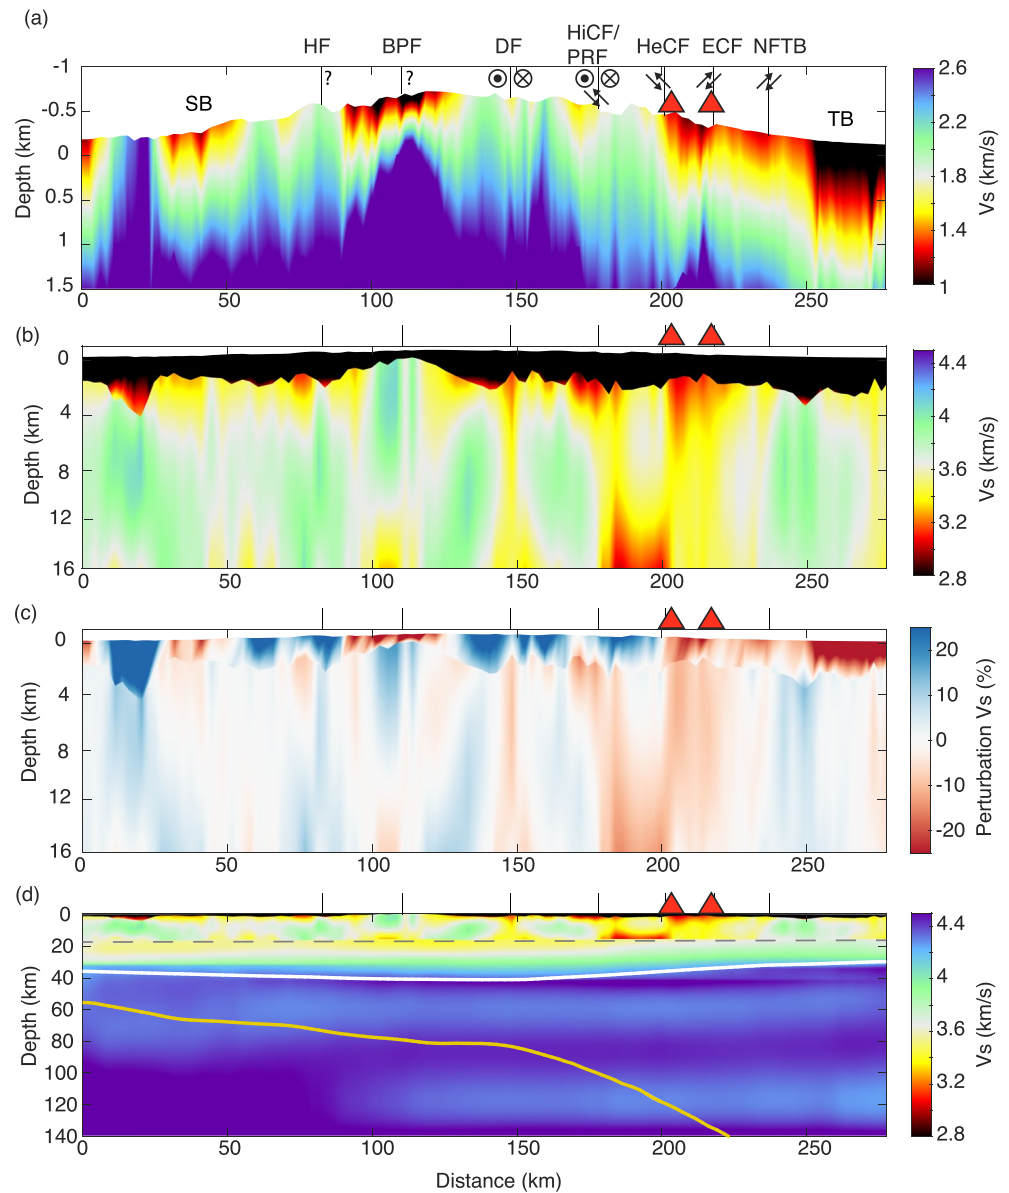 (a)
HiCF/
HF BPF DF PRF HeCF ECF NFTB
-1
? ?
SB
TB
-0.5
0
0.5
1
1.5
Depth (km)
0 50 100 150 200 250
2.6
2.2
1.8
1.4
1
Vs (km/s)
(b)
0
4
8
12
16
Depth (km)
0 50 100 150 200 250
4.4
4
3.6
3.2
2.8
Vs (km/s)
(c)
0
4
8
12
16
Depth (km)
0 50 100 150 200 250
20
10
0
-10
-20
Perturbation Vs (%)
(d)
0
20
40
60
80
100
120
140
Depth (km)
0 50 100 150 200 250
4.4
4
3.6
3.2
2.8
Vs (km/s)
Distance (km)